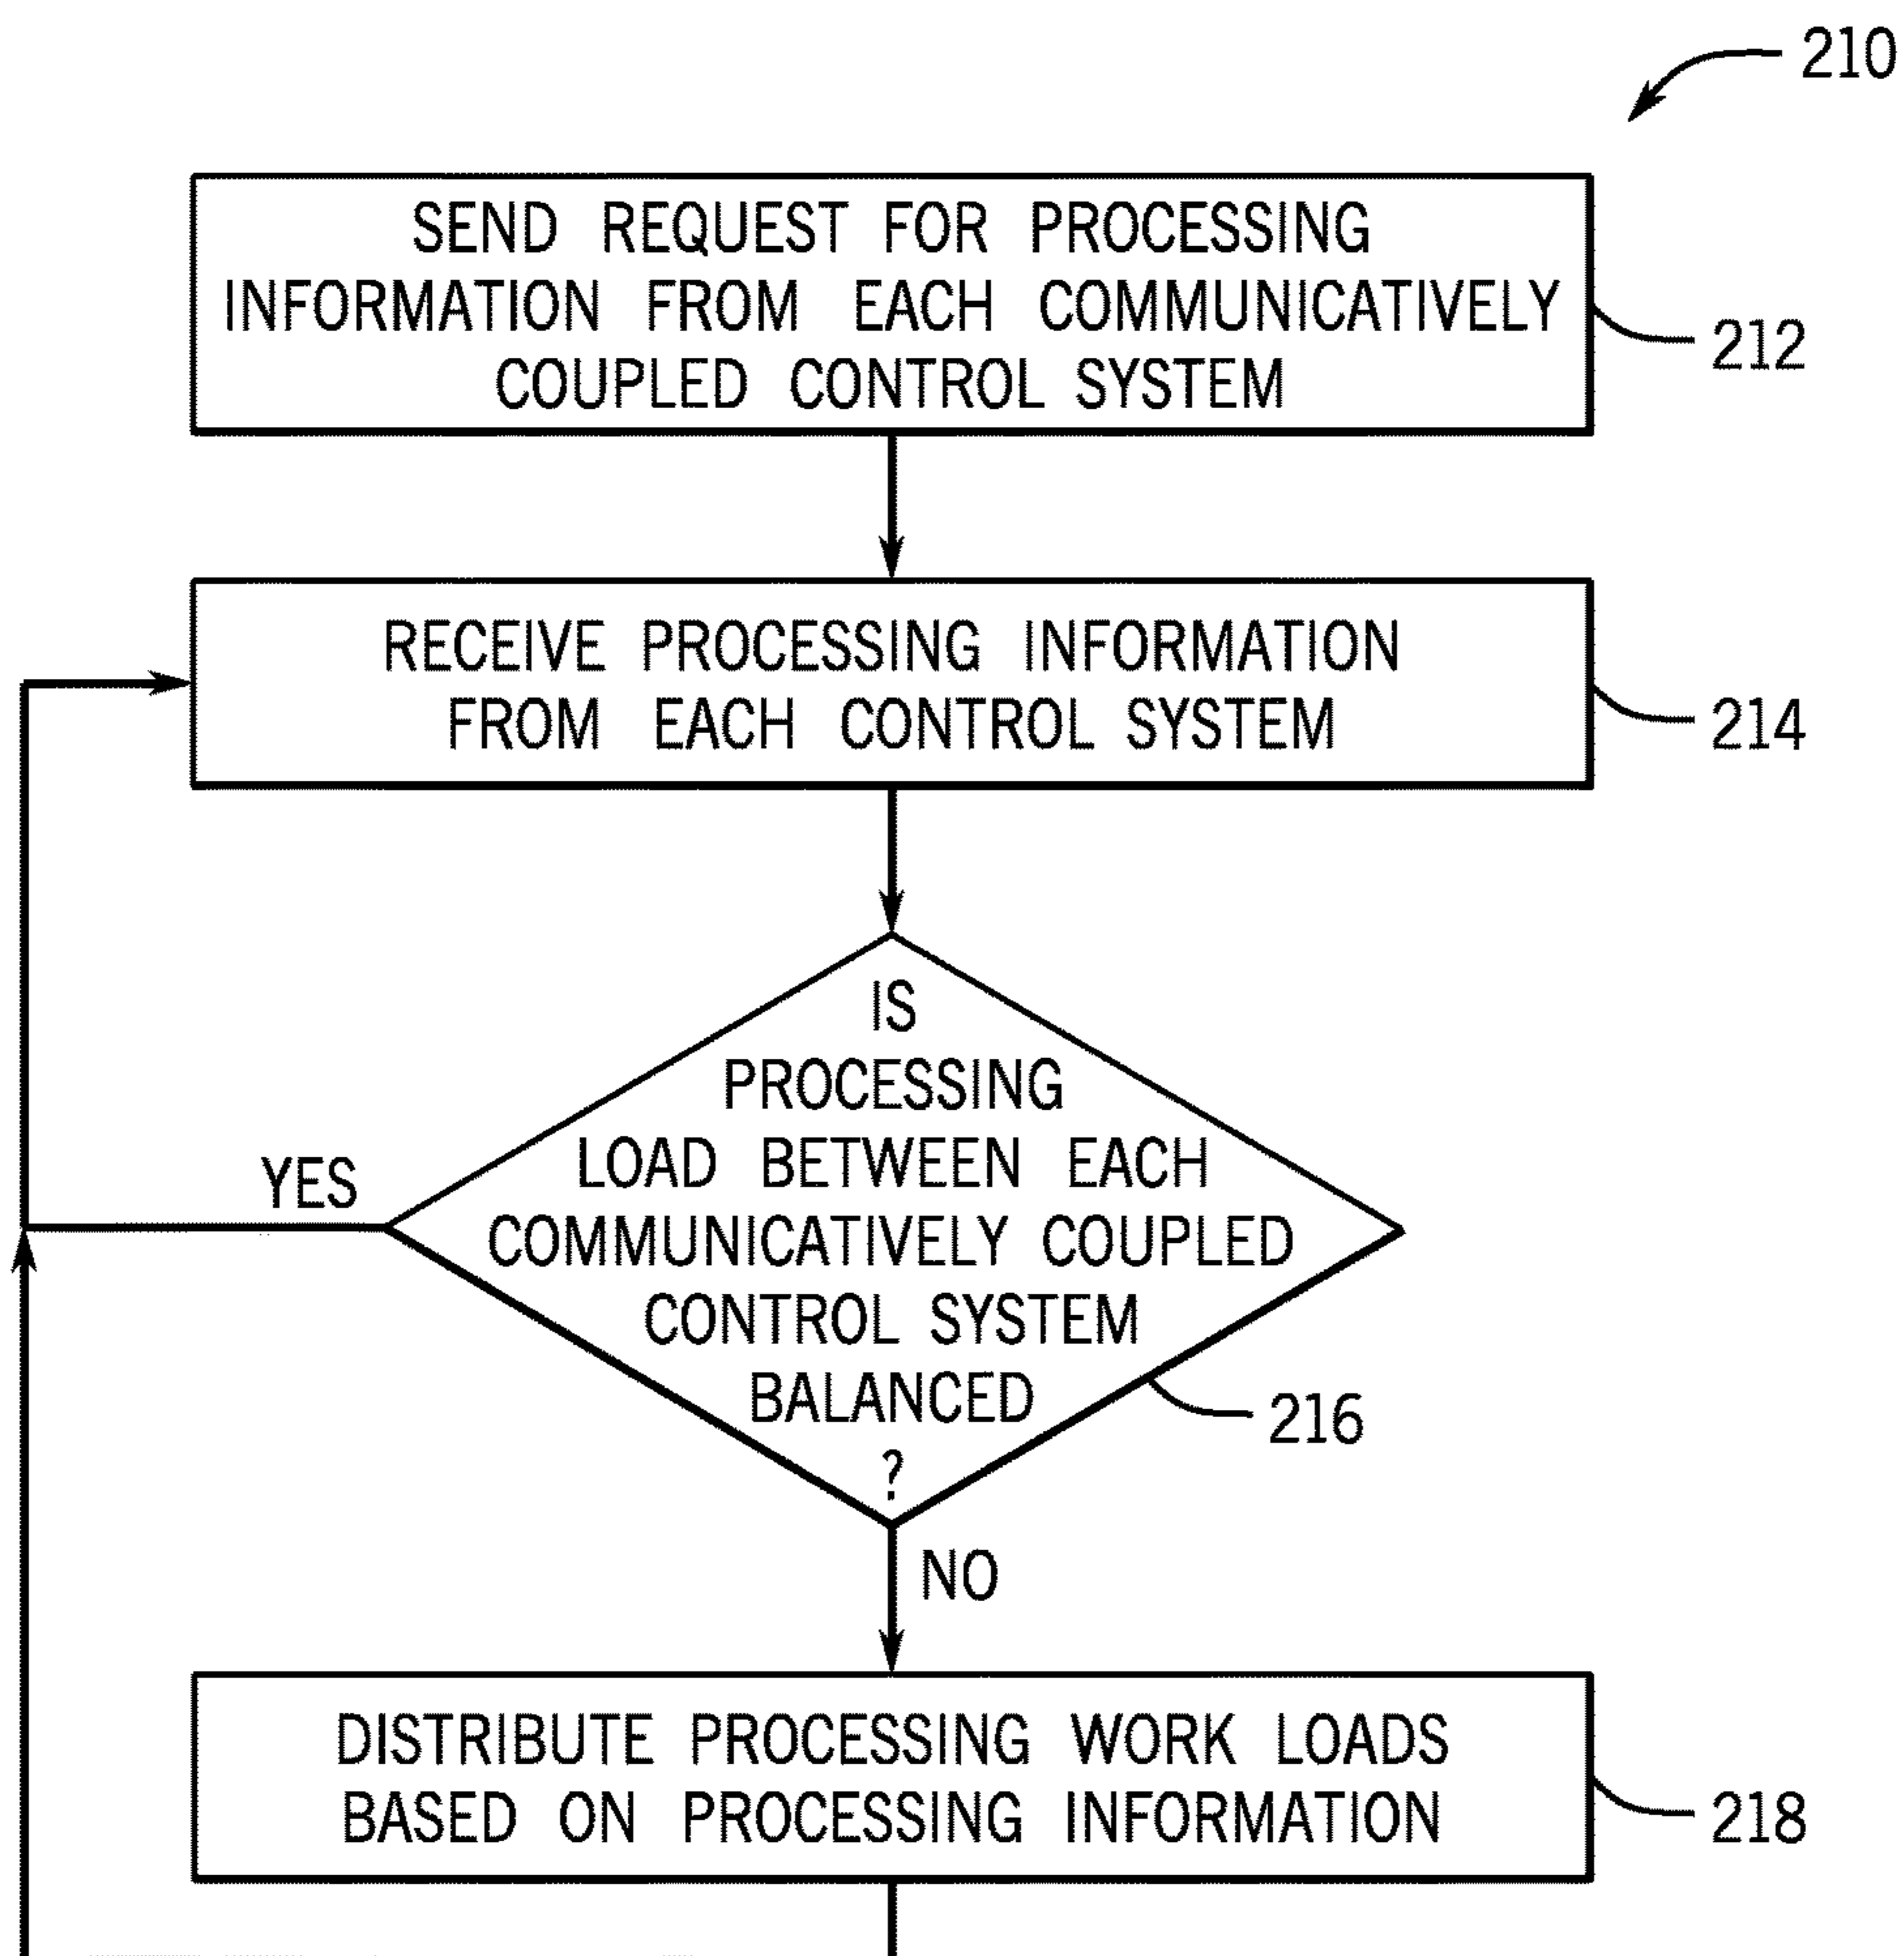 210
SEND REQUEST FOR PROCESSING
INFORMATION FROM EACH COMMUNICATIVELY
COUPLED CONTROL SYSTEM
212
RECEIVE PROCESSING INFORMATION
FROM EACH CONTROL SYSTEM
214
IS
PROCESSING
LOAD BETWEEN EACH
COMMUNICATIVELY COUPLED
CONTROL SYSTEM
BALANCED
?
YES
216
NO
DISTRIBUTE PROCESSING WORK LOADS
BASED ON PROCESSING INFORMATION
218